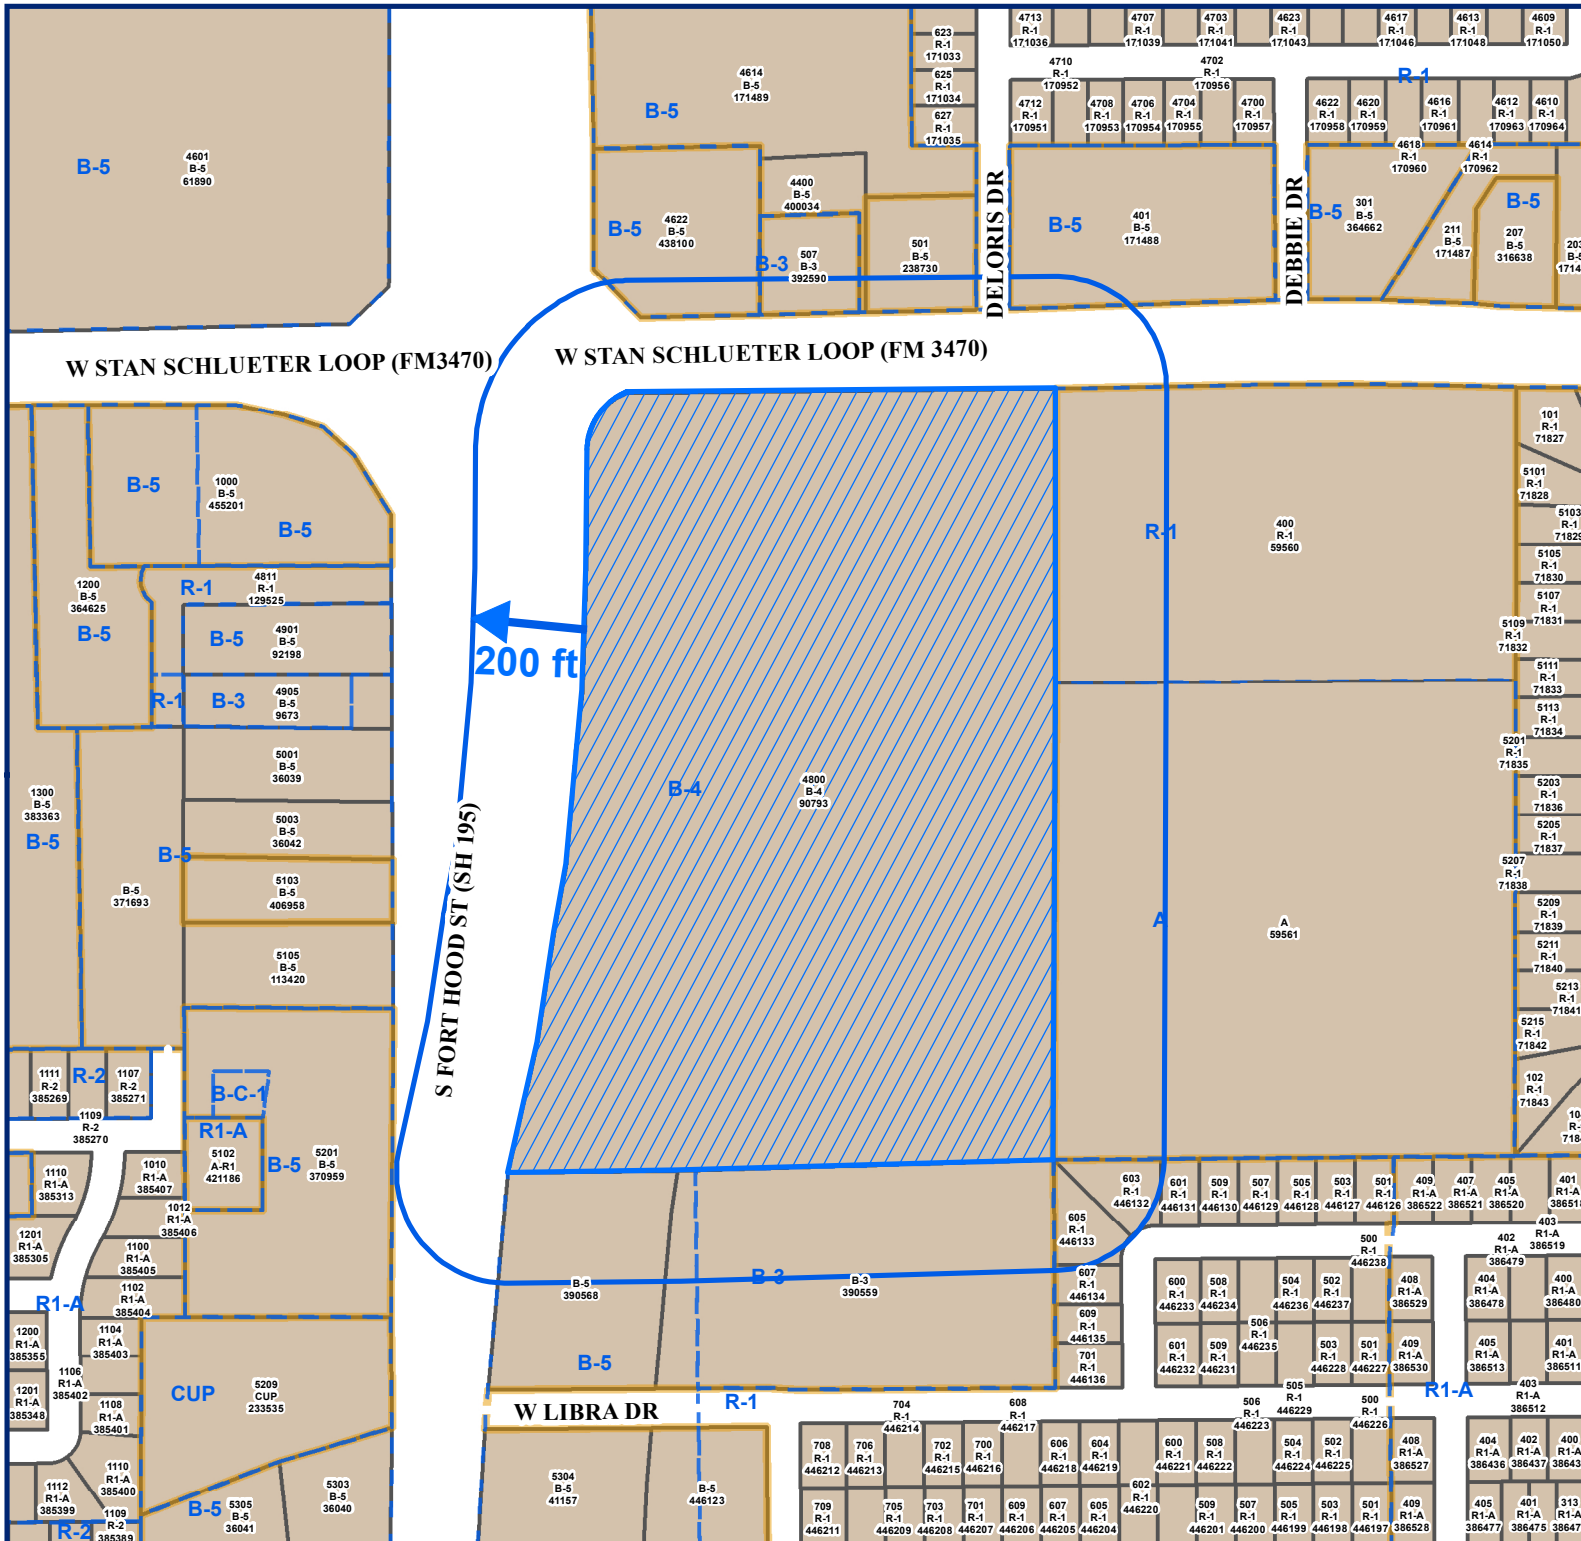 4713
R-1
171036
4707
R-1
171039
4703
R-1
171041
4623
R-1
171043
4617
R-1
171046
4613
R-1
171048
4609
R-1
171050
623
R-1
171033
625
R-1
171034
627
R-1
171035
4710
R-1
170952
4702
R-1
170956
R-1
4712
R-1
170951
4708
R-1
170953
4706
R-1
170954
4704
R-1
170955
4700
R-1
170957
4622
R-1
170958
4620
R-1
170959
4616
R-1
170961
4612
R-1
170963
4610
R-1
170964
4618
R-1
170960
4614
R-1
170962
B-5
4601
B-5
61890
B-5
4614
B-5
171489
B-5
4622
B-5
438100
4400
B-5
400034
B-3
507
B-3
392590
501
B-5
238730
DELORIS DR
B-5
401
B-5
171488
DEBBIE DR
B-5
301
B-5
364662
211
B-5
171487
B-5
207
B-5
316638
203
B-5
1714
W STAN SCHLUETER LOOP (FM3470)
W STAN SCHLUETER LOOP (FM 3470)
B-5
1000
B-5
455201
B-5
1200
B-5
364625
B-5
R-1
4811
R-1
129525
B-5
4901
B-5
92198
R-1
B-3
4905
B-5
9673
5001
B-5
36039
5003
B-5
36042
B-5
5103
B-5
406958
5105
B-5
113420
1300
B-5
383363
B-5
B-5
371693
200 ft
S FORT HOOD ST (SH 195)
B-4
4800
B-4
90793
R-1
400
R-1
59560
A
A
59561
101
R-1
71827
5101
R-1
71828
5103
R-1
71829
5105
R-1
71830
5107
R-1
71831
5109
R-1
71832
5111
R-1
71833
5113
R-1
71834
5201
R-1
71835
5203
R-1
71836
5205
R-1
71837
5207
R-1
71838
5209
R-1
71839
5211
R-1
71840
5213
R-1
71841
5215
R-1
71842
102
R-1
71843
1111
R-2
385269
R-2
1107
R-2
385271
1109
R-2
385270
B-C-1
R1-A
5102
A-R1
421186
B-5
5201
B-5
370959
1110
R1-A
385313
1010
R1-A
385407
1012
R1-A
385406
1201
R1-A
385305
1100
R1-A
385405
1102
R1-A
385404
R1-A
1200
R1-A
385355
1104
R1-A
385403
1106
R1-A
385402
1201
R1-A
385348
1108
R1-A
385401
1110
R1-A
385400
1112
R1-A
385399
1109
R-2
385389
R-2
CUP
5209
CUP
233535
B-5
5305
B-5
36041
5303
B-5
36040
B-5
390568
B-5
B-3
B-3
390559
R-1
W LIBRA DR
5304
B-5
41157
B-5
446123
603
R-1
446132
605
R-1
446133
607
R-1
446134
609
R-1
446135
701
R-1
446136
601
R-1
446131
509
R-1
446130
507
R-1
446129
505
R-1
446128
503
R-1
446127
501
R-1
446126
409
R1-A
386522
407
R1-A
386521
405
R1-A
386520
401
R1-A
386518
403
R1-A
386519
402
R1-A
386479
500
R-1
446238
600
R-1
446233
508
R-1
446234
504
R-1
446236
502
R-1
446237
408
R1-A
386529
404
R1-A
386478
400
R1-A
386480
506
R-1
446235
601
R-1
446232
509
R-1
446231
503
R-1
446228
501
R-1
446227
409
R1-A
386530
405
R1-A
386513
401
R1-A
386511
R1-A
403
R1-A
386512
505
R-1
446229
506
R-1
446223
500
R-1
446226
704
R-1
446214
608
R-1
446217
708
R-1
446212
706
R-1
446213
702
R-1
446215
700
R-1
446216
606
R-1
446218
604
R-1
446219
602
R-1
446220
600
R-1
446221
508
R-1
446222
504
R-1
446224
502
R-1
446225
408
R1-A
386527
404
R1-A
386436
402
R1-A
386437
400
R1-A
38643
709
R-1
446211
705
R-1
446209
703
R-1
446208
701
R-1
446207
609
R-1
446206
607
R-1
446205
605
R-1
446204
509
R-1
446201
507
R-1
446200
505
R-1
446199
503
R-1
446198
501
R-1
446197
409
R1-A
386528
405
R1-A
386477
401
R1-A
386475
313
R1-A
38647